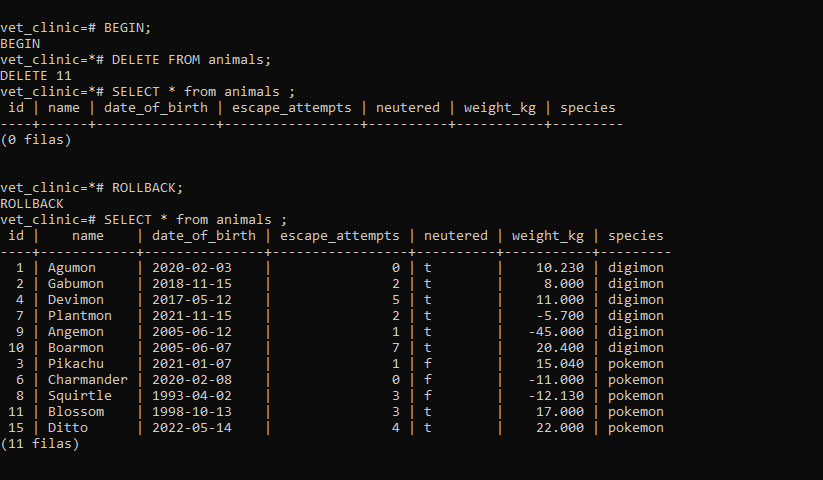 vet_clinic=# BEGIN;
BEGIN
vet_clinic=*# DELETE FROM animals;
DELETE 11
vet_clinic=*# SELECT * from animals ;
 id | name | date_of_birth | escape_attempts | neutered | weight_kg | species
----+------+---------------+-----------------+----------+-----------+---------
(0 filas)


vet_clinic=*# ROLLBACK;
ROLLBACK
vet_clinic=# SELECT * from animals ;
 id |    name    | date_of_birth | escape_attempts | neutered | weight_kg | species
----+------------+---------------+-----------------+----------+-----------+---------
  1 | Agumon     | 2020-02-03    |               0 | t        |    10.230 | digimon
  2 | Gabumon    | 2018-11-15    |               2 | t        |     8.000 | digimon
  4 | Devimon    | 2017-05-12    |               5 | t        |    11.000 | digimon
  7 | Plantmon   | 2021-11-15    |               2 | t        |    -5.700 | digimon
  9 | Angemon    | 2005-06-12    |               1 | t        |   -45.000 | digimon
 10 | Boarmon    | 2005-06-07    |               7 | t        |    20.400 | digimon
  3 | Pikachu    | 2021-01-07    |               1 | f        |    15.040 | pokemon
  6 | Charmander | 2020-02-08    |               0 | f        |   -11.000 | pokemon
  8 | Squirtle   | 1993-04-02    |               3 | f        |   -12.130 | pokemon
 11 | Blossom    | 1998-10-13    |               3 | t        |    17.000 | pokemon
 15 | Ditto      | 2022-05-14    |               4 | t        |    22.000 | pokemon
(11 filas)